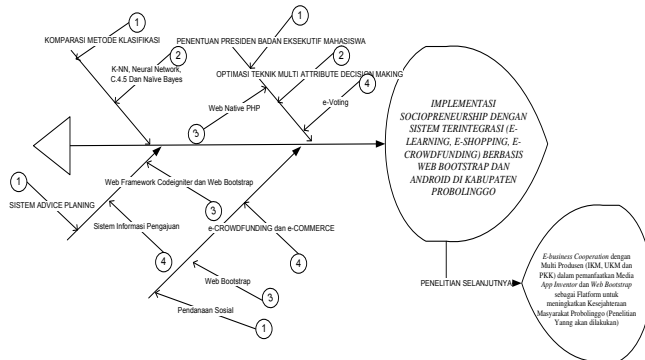 1
KOMPARASI METODE KLASIFIKASI
2
K-NN, Neural Network,
C.4.5 Dan Naïve Bayes
1
PENENTUAN PRESIDEN BADAN EKSEKUTIF MAHASISWA
2
OPTIMASI TEKNIK MULTI ATTRIBUTE DECISION MAKING
4
Web Native PHP
e-Voting
3
IMPLEMENTASI
SOCIOPRENEURSHIP DENGAN
SISTEM TERINTEGRASI (E-
LEARNING, E-SHOPPING, E-
CROWDFUNDING) BERBASIS
WEB BOOTSTRAP DAN
ANDROID DI KABUPATEN
PROBOLINGGO
1
SISTEM ADVICE PLANING
Web Framework Codeigniter dan Web Bootstrap
3
Sistem Informasi Pengajuan
4
e-CROWDFUNDING dan e-COMMERCE
4
Web Bootstrap
3
Pendanaan Sosial
1
PENELITIAN SELANJUTNYA
E-business Cooperation dengan
Multi Produsen (IKM, UKM dan
PKK) dalam pemanfaatkan Media
App Inventor dan Web Bootstrap
sebagai Flatform untuk
meningkatkan Kesejahteraan
Masyarakat Probolinggo (Penelitian
Yanng akan dilakukan)